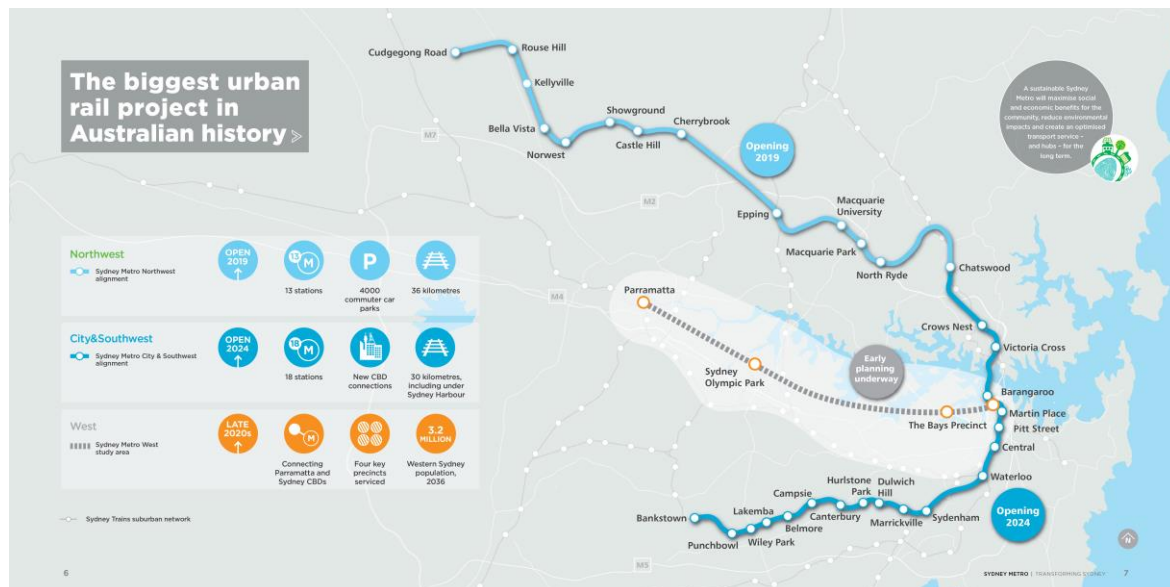 The biggest urban
rail project in
Australian history
Northwest
Sydney Metro Northwest
alignment
OPEN
2019
13
M
13 stations
P
4000
commuter car
parks
36 kilometres
City&Southwest
Sydney Metro City & Southwest
alignment
OPEN
2024
18
M
18 stations
New CBD
connections
30 kilometres,
including under
Sydney Harbour
West
Sydney Metro West
study area
LATE
2020s
M
Connecting
Parramatta and
Sydney CBDs
Four key
precincts
serviced
3.2
MILLION
Western Sydney
population,
2036
Sydney Trains suburban network
6
Cudgegong Road
Rouse Hill
Kellyville
Bella Vista
Norwest
Showground
Castle Hill
Cherrybrook
Opening
2019
Epping
Macquarie
University
Macquarie Park
North Ryde
Chatswood
Crows Nest
Victoria Cross
Barangaroo
Martin Place
Pitt Street
Central
Waterloo
Sydenham
Marrickville
Dulwich
Hill
Hurlstone
Park
Canterbury
Campsie
Belmore
Lakemba
Wiley Park
Punchbowl
Bankstown
Opening
2024
Parramatta
Sydney
Olympic Park
Early
planning
underway
The Bays Precinct
M7
M2
M4
M5
A sustainable Sydney
Metro will maximise social
and economic benefits for the
community, reduce environmental
impacts and create an optimised
transport service –
and hubs – for the
long term.
N
SYDNEY METRO | TRANSFORMING SYDNEY
7